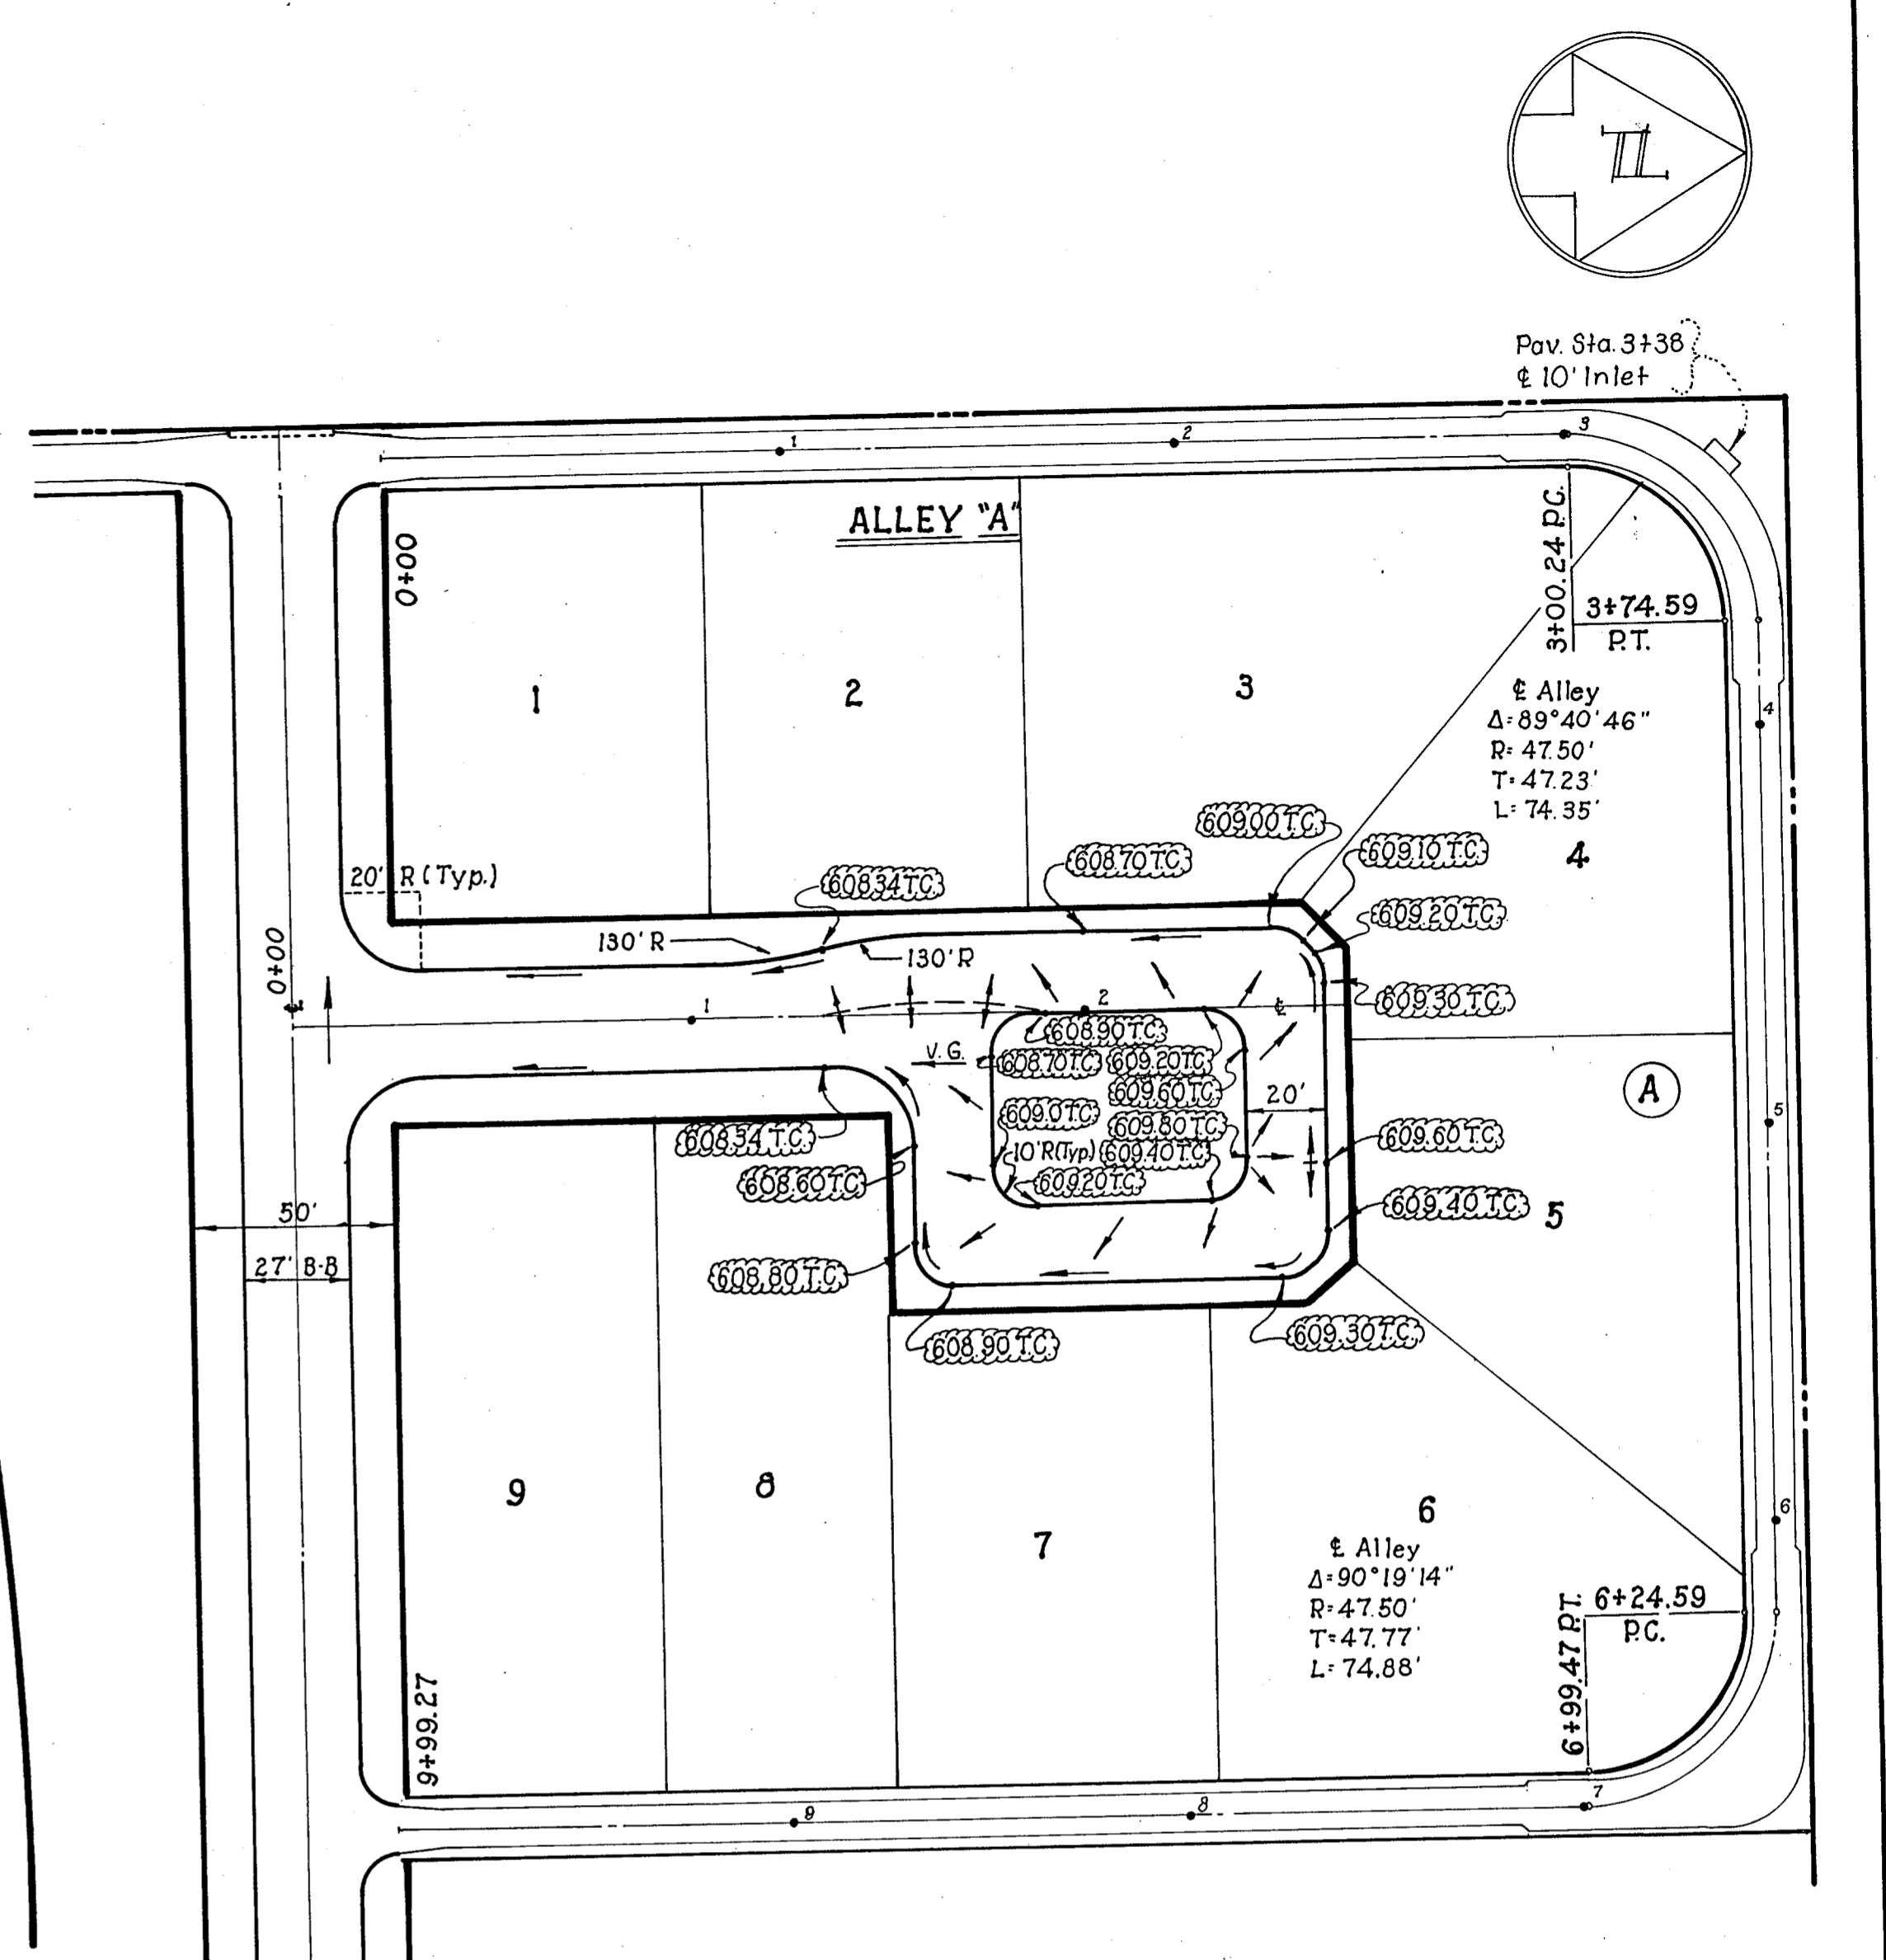 Pav. Sta. 3+38
℄ 10' Inlet
1
2
3
ALLEY "A"
0+00
3+00.24 P.C.
3+74.59
P.T.
1
2
3
℄ Alley
Δ=89°40'46"
R=47.50'
T=47.23'
L=74.35'
4
4
609.00 T.C.
608.70 T.C.
609.10 T.C.
608.34 T.C.
609.20 T.C.
20' R (Typ.)
130' R
130' R
0+00
609.30 T.C.
1
2
℄
608.90 T.C.
V.G.
608.70 T.C.
609.20 T.C.
609.60 T.C.
20'
A
609.0 T.C.
609.80 T.C.
5
608.34 T.C.
10' R (Typ.)
609.40 T.C.
609.60 T.C.
608.60 T.C.
609.20 T.C.
609.40 T.C.
5
50'
27' B-B
608.80 T.C.
608.90 T.C.
609.30 T.C.
9
8
7
6
6
℄ Alley
Δ=90°19'14"
R=47.50'
T=47.77'
L=74.88'
6+24.59
P.C.
6+99.47 P.T.
9+99.27
9
8
7